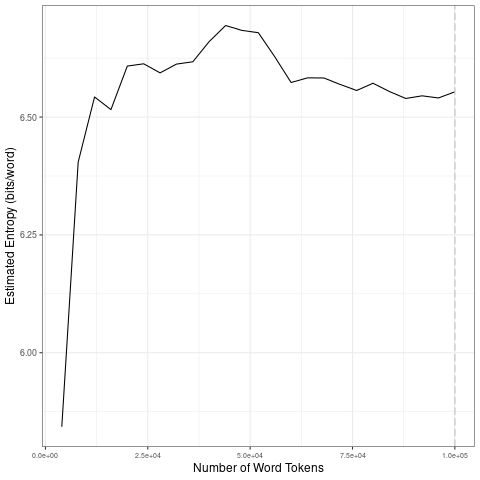 Estimated Entropy (bits/word)
6.50
6.25
6.00
0.0e+00 2.5e+04 5.0e+04 7.5e+04 1.0e+05
Number of Word Tokens